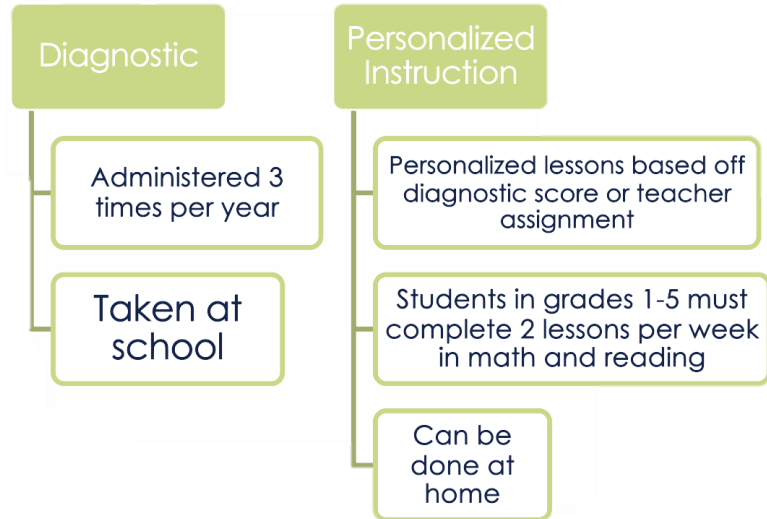 Diagnostic
Administered 3
times per year
Taken at
school
Personalized
Instruction
Personalized lessons based off
diagnostic score or teacher
assignment
Students in grades 1-5 must
complete 2 lessons per week
in math and reading
Can be
done at
home